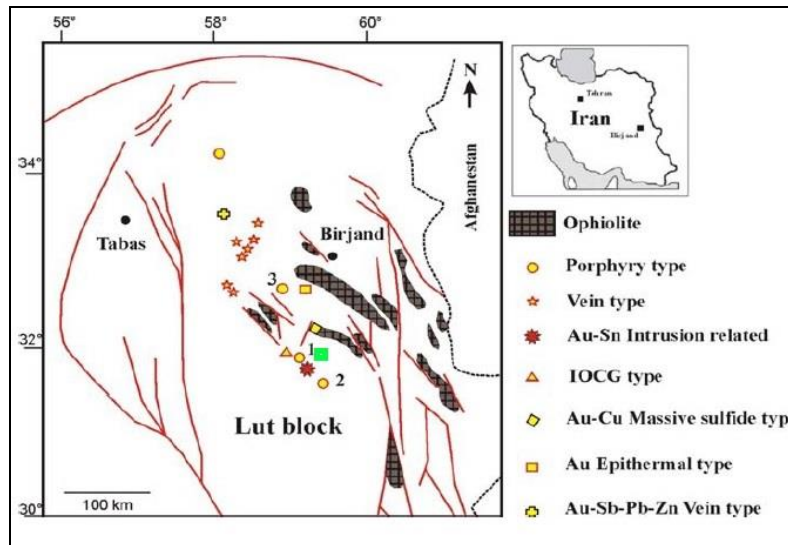 56°
58°
60°
34°
32°
30°
N
Afghanestan
Tabas
Birjand
3
1
2
Lut block
100 km
Tehran
Iran
Birjand
Ophiolite
Porphyry type
Vein type
Au-Sn Intrusion related
IOCG type
Au-Cu Massive sulfide typ
Au Epithermal type
Au-Sb-Pb-Zn Vein type